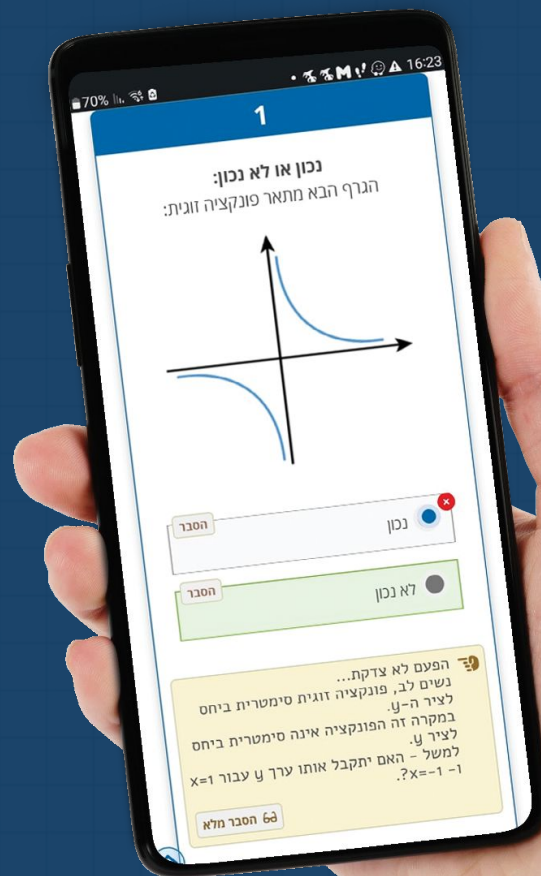 70% 16:23
1
נכון או לא נכון:
הגרף הבא מתאר פונקציה זוגית:
נכון
הסבר
לא נכון
הסבר
הפעם לא צדקת...
נשים לב, פונקציה זוגית סימטרית ביחס
לציר ה-y.
במקרה זה הפונקציה אינה סימטרית ביחס
לציר y.
למשל - האם יתקבל אותו ערך y עבור x=1
ו- x=-1?.
הסבר מלא